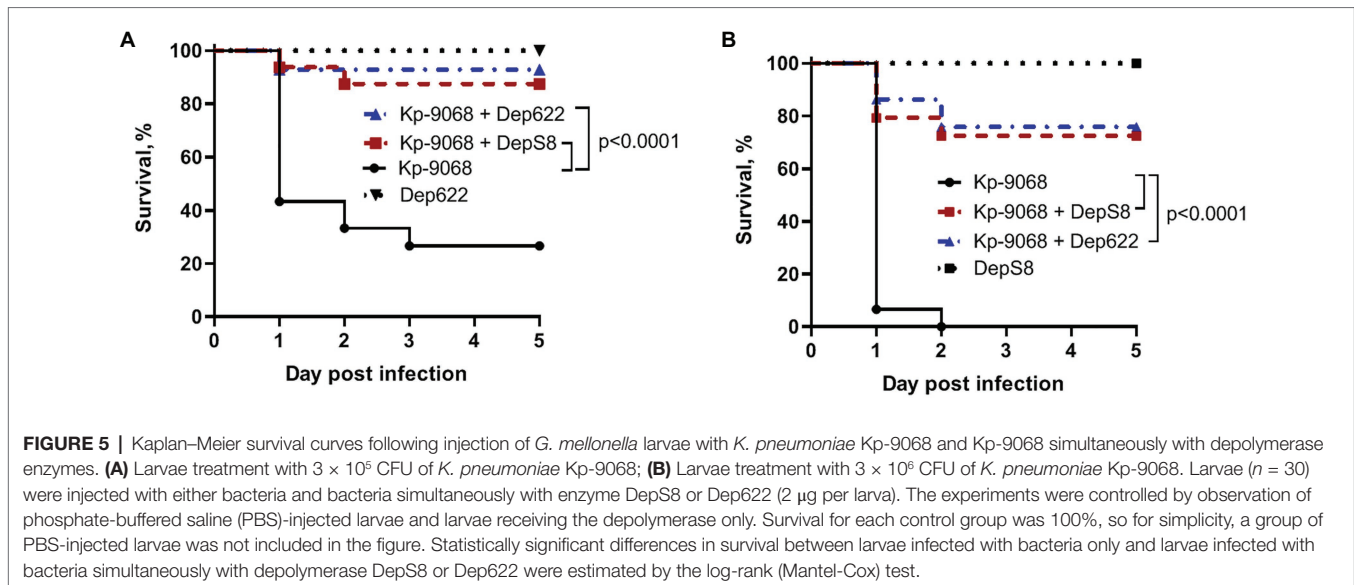 A
100
80
60
40
20
0
Survival, %
0 1 2 3 4 5
Day post infection
Kp-9068 + Dep622
Kp-9068 + DepS8
Kp-9068
Dep622
p<0.0001
B
100
80
60
40
20
0
Survival, %
0 1 2 3 4 5
Day post infection
Kp-9068
Kp-9068 + DepS8
Kp-9068 + Dep622
DepS8
p<0.0001
FIGURE 5 | Kaplan–Meier survival curves following injection of G. mellonella larvae with K. pneumoniae Kp-9068 and Kp-9068 simultaneously with depolymerase
enzymes. (A) Larvae treatment with 3 × 10⁵ CFU of K. pneumoniae Kp-9068; (B) Larvae treatment with 3 × 10⁶ CFU of K. pneumoniae Kp-9068. Larvae (n = 30)
were injected with either bacteria and bacteria simultaneously with enzyme DepS8 or Dep622 (2 μg per larva). The experiments were controlled by observation of
phosphate-buffered saline (PBS)-injected larvae and larvae receiving the depolymerase only. Survival for each control group was 100%, so for simplicity, a group of
PBS-injected larvae was not included in the figure. Statistically significant differences in survival between larvae infected with bacteria only and larvae infected with
bacteria simultaneously with depolymerase DepS8 or Dep622 were estimated by the log-rank (Mantel-Cox) test.